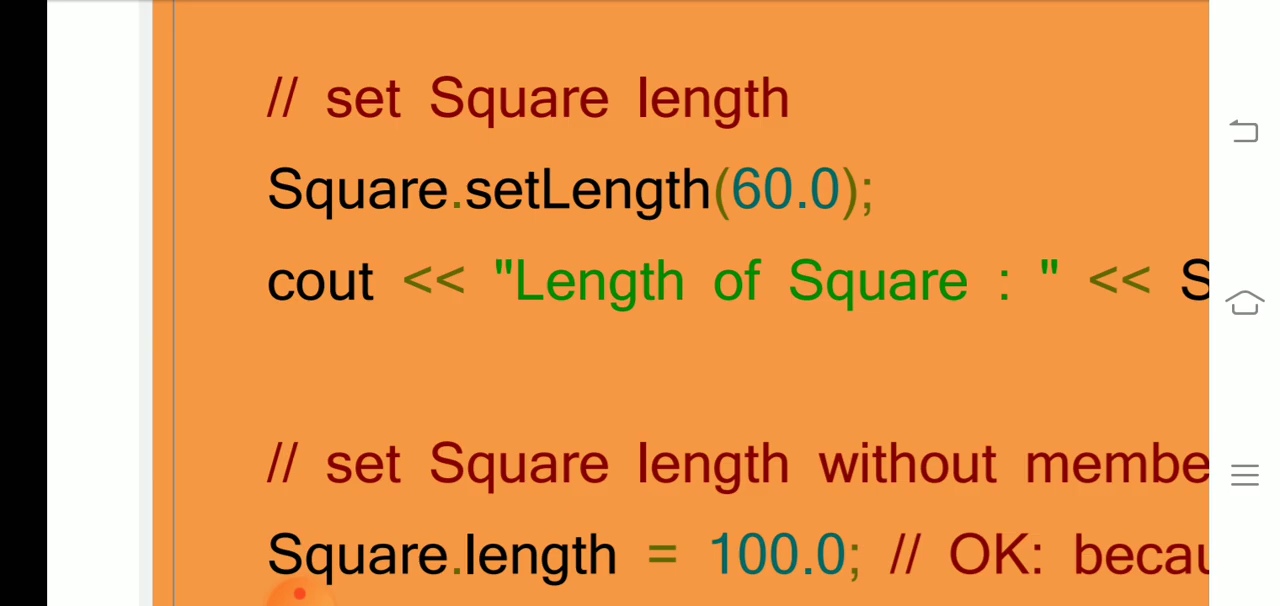 // set Square length
Square.setLength(60.0);
cout << "Length of Square : " << S
// set Square length without membe
Square.length = 100.0; // OK: becau